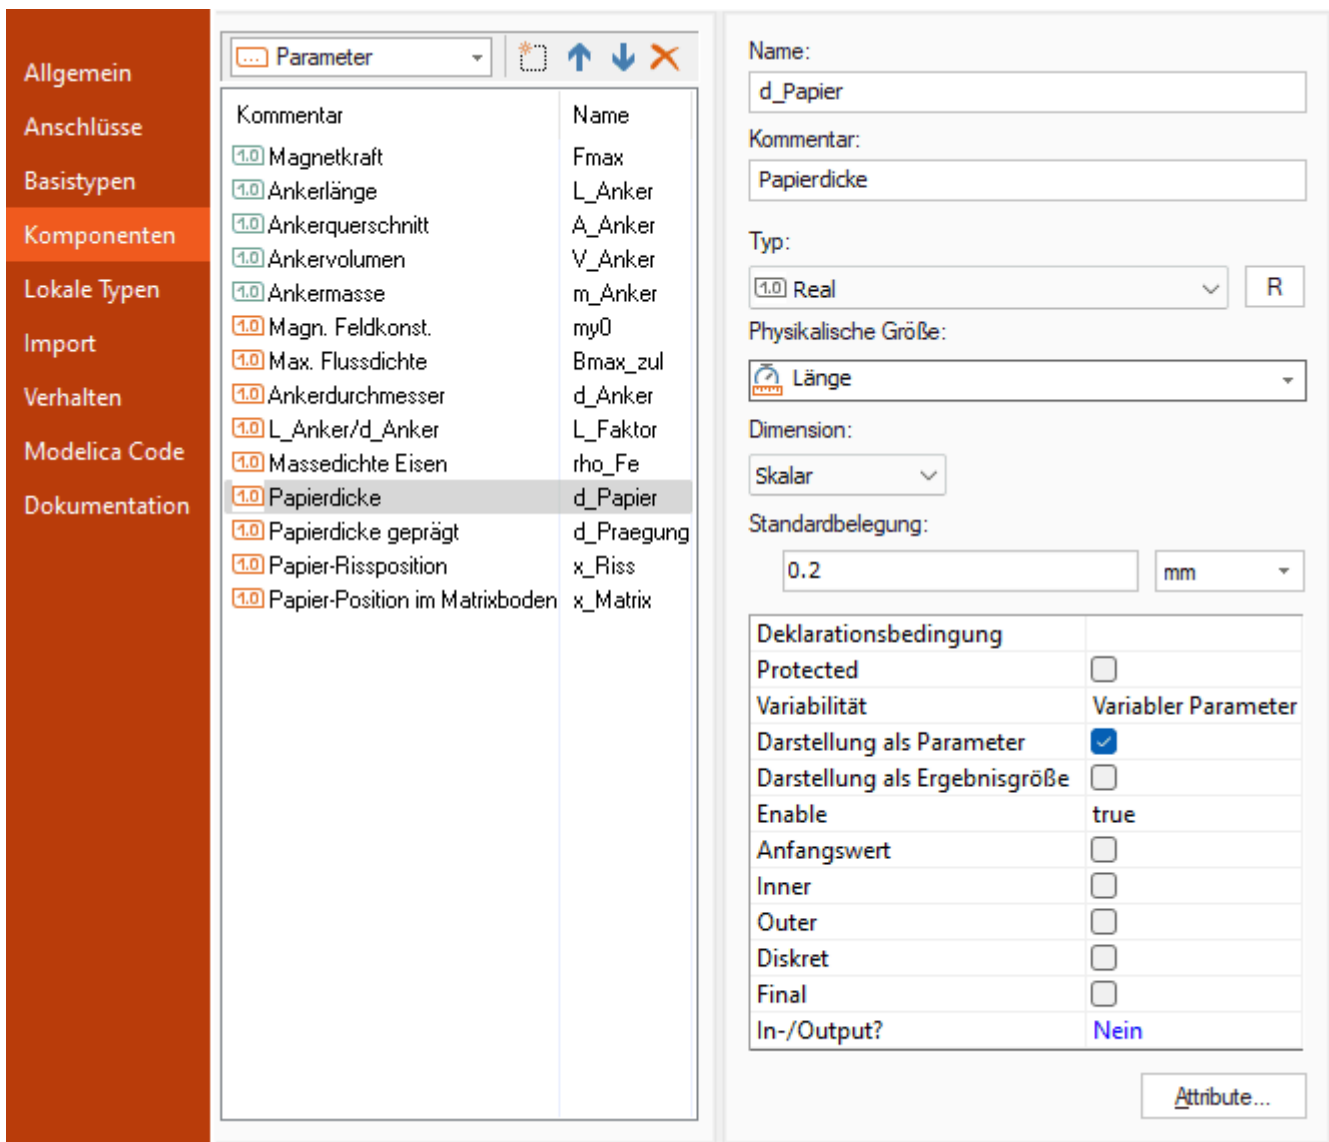 Allgemein
Anschlüsse
Basistypen
Komponenten
Lokale Typen
Import
Verhalten
Modelica Code
Dokumentation
Parameter
Kommentar Name
1.0 Magnetkraft Fmax
1.0 Ankerlänge L_Anker
1.0 Ankerquerschnitt A_Anker
1.0 Ankervolumen V_Anker
1.0 Ankermasse m_Anker
1.0 Magn. Feldkonst. my0
1.0 Max. Flussdichte Bmax_zul
1.0 Ankerdurchmesser d_Anker
1.0 L_Anker/d_Anker L_Faktor
1.0 Massedichte Eisen rho_Fe
1.0 Papierdicke d_Papier
1.0 Papierdicke geprägt d_Praegung
1.0 Papier-Rissposition x_Riss
1.0 Papier-Position im Matrixboden x_Matrix
Name:
d_Papier
Kommentar:
Papierdicke
Typ:
1.0 Real R
Physikalische Größe:
Länge
Dimension:
Skalar
Standardbelegung:
0.2 mm
Deklarationsbedingung
Protected
Variabilität Variabler Parameter
Darstellung als Parameter
Darstellung als Ergebnisgröße
Enable true
Anfangswert
Inner
Outer
Diskret
Final
In-/Output? Nein
Attribute...